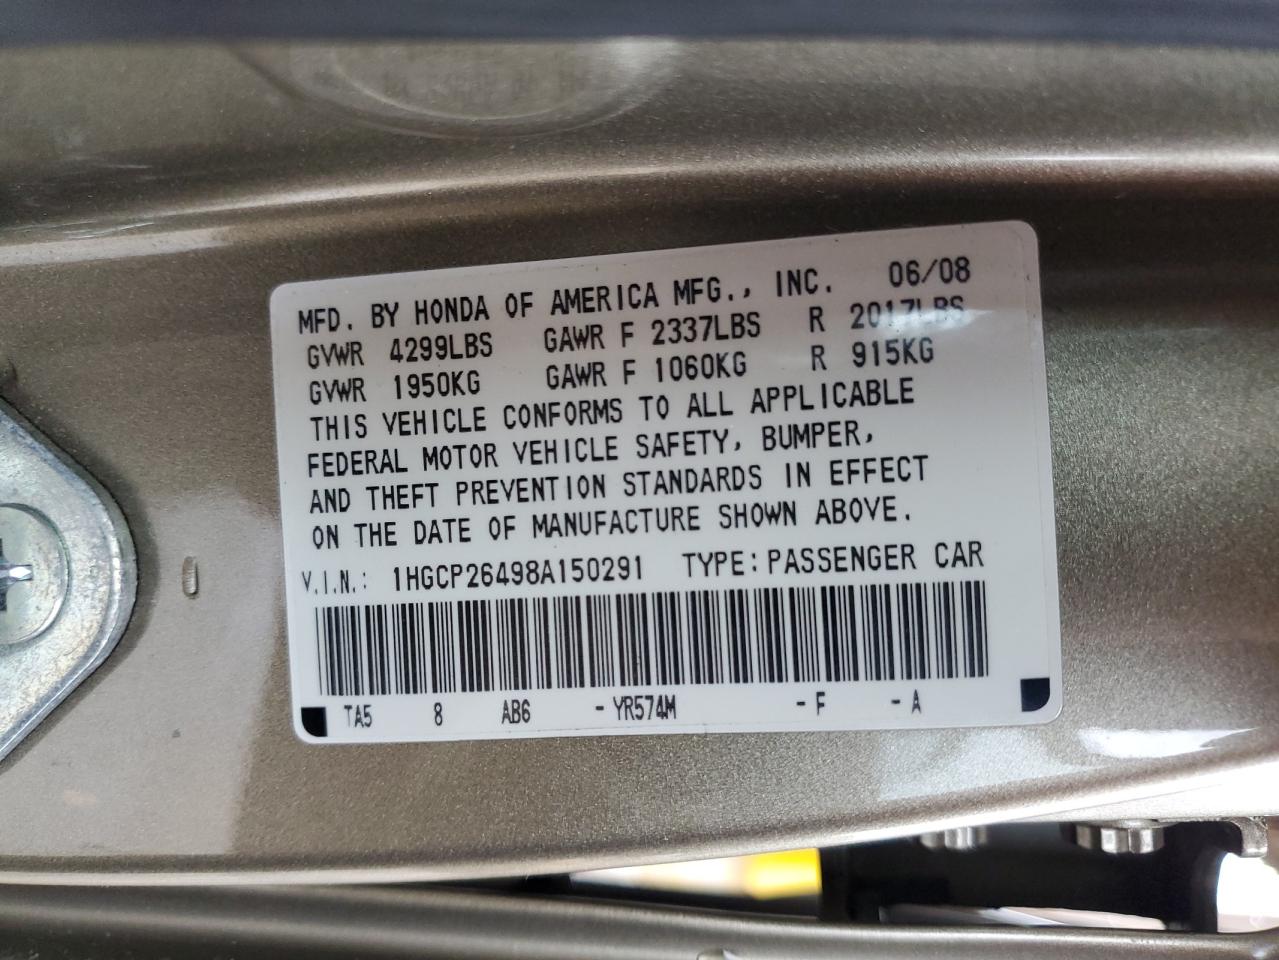 MFD. BY HONDA OF AMERICA MFG., INC. 06/08
GVWR 4299LBS GAWR F 2337LBS R 2017LBS
GVWR 1950KG GAWR F 1060KG R 915KG
THIS VEHICLE CONFORMS TO ALL APPLICABLE
FEDERAL MOTOR VEHICLE SAFETY, BUMPER,
AND THEFT PREVENTION STANDARDS IN EFFECT
ON THE DATE OF MANUFACTURE SHOWN ABOVE.
V.I.N.: 1HGCP26498A150291 TYPE: PASSENGER CAR
TA5 8 AB6 -YR574M -F -A